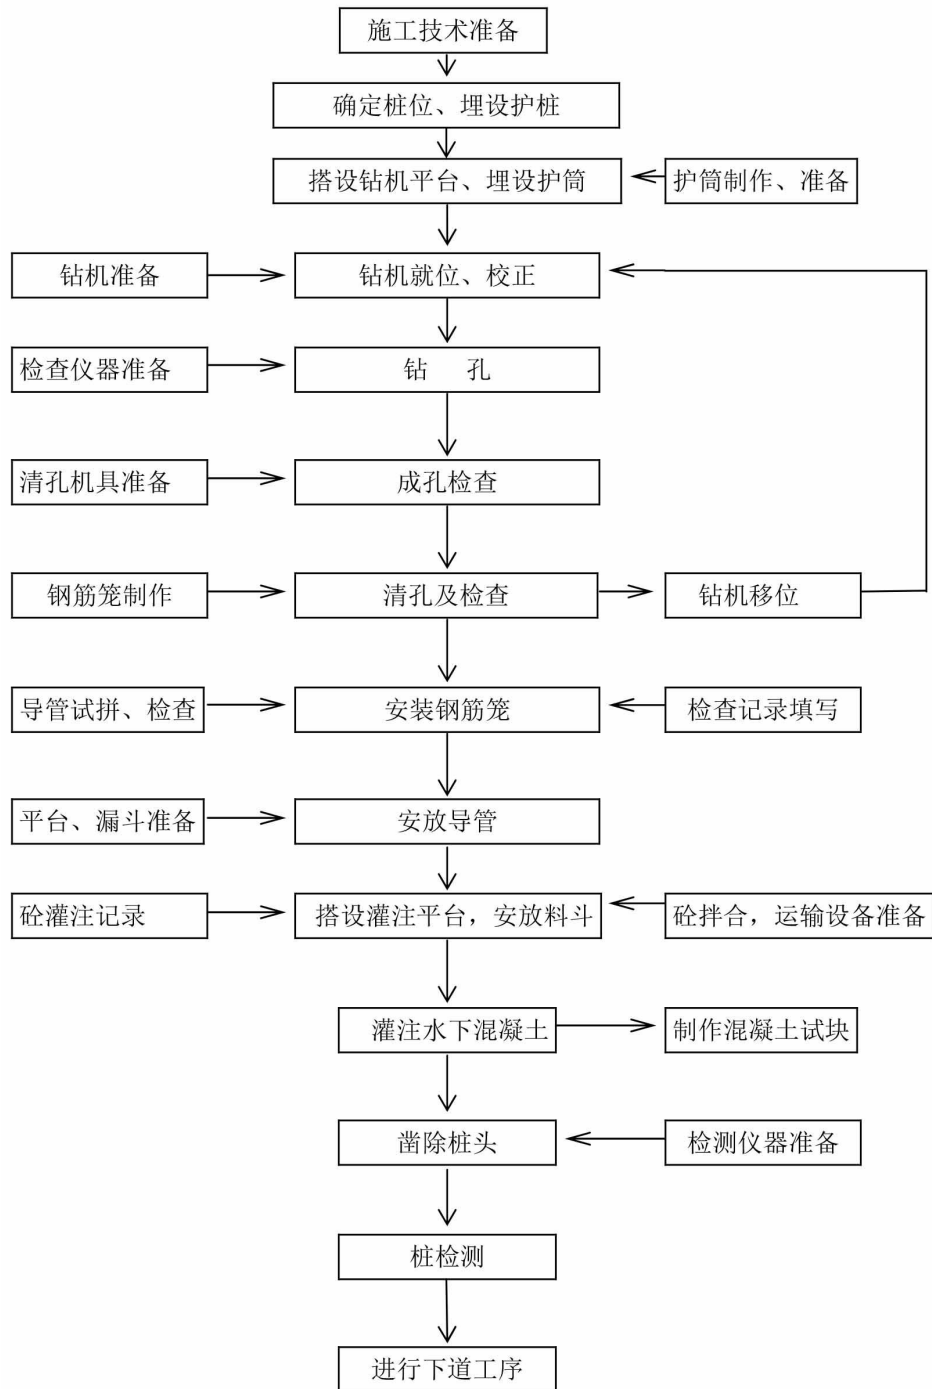 施工技术准备
确定桩位、埋设护桩
搭设钻机平台、埋设护筒
护筒制作、准备
钻机准备
钻机就位、校正
检查仪器准备
钻 孔
清孔机具准备
成孔检查
钢筋笼制作
清孔及检查
钻机移位
导管试拼、检查
安装钢筋笼
检查记录填写
平台、漏斗准备
安放导管
砼灌注记录
搭设灌注平台，安放料斗
砼拌合，运输设备准备
灌注水下混凝土
制作混凝土试块
凿除桩头
检测仪器准备
桩检测
进行下道工序